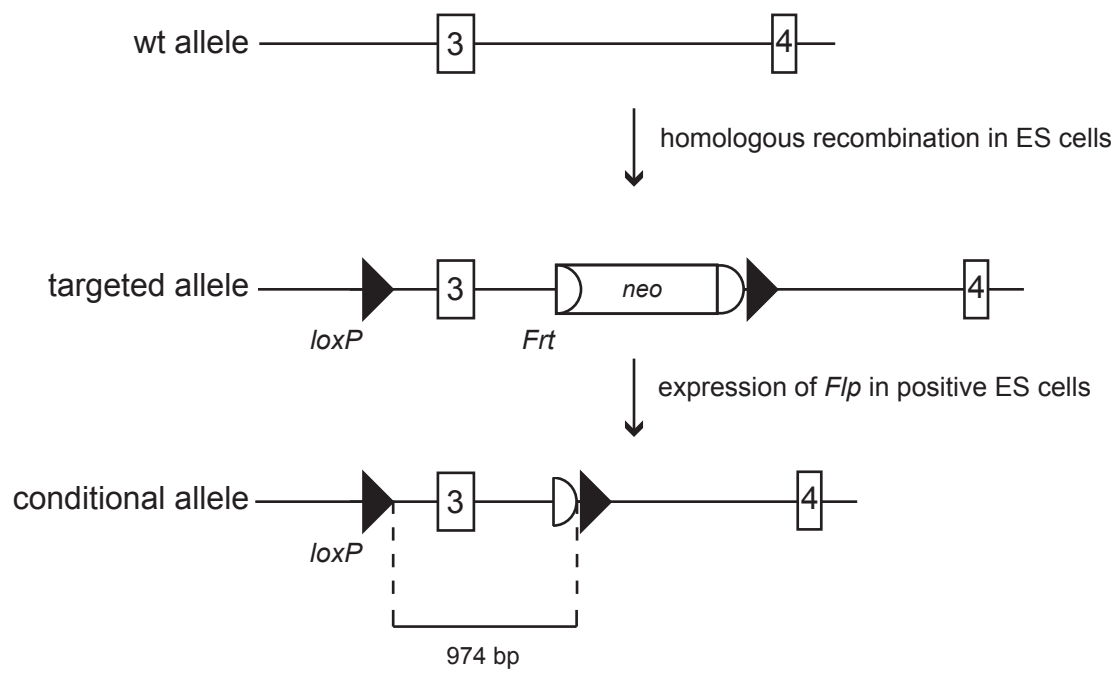 wt allele 3 4
homologous recombination in ES cells
targeted allele 3 neo 4
loxP Frt
expression of Flp in positive ES cells
conditional allele 3 4
loxP
974 bp